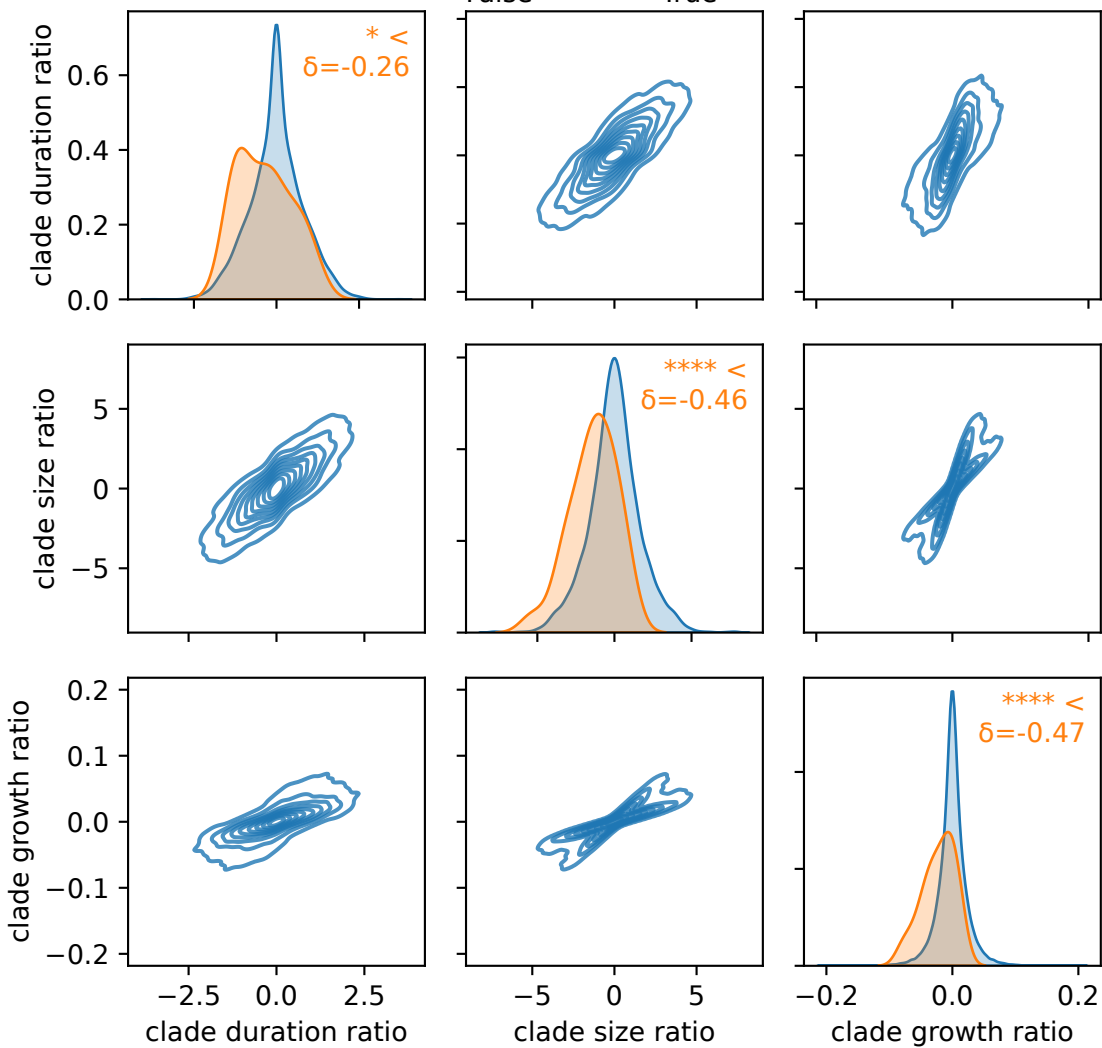 * <
δ=-0.26
clade duration ratio
0.6
0.4
0.2
0.0
**** <
δ=-0.46
clade size ratio
5
0
−5
**** <
δ=-0.47
clade growth ratio
0.2
0.1
0.0
−0.1
−0.2
−2.5 0.0 2.5
−5 0 5
−0.2 0.0 0.2
clade duration ratio
clade size ratio
clade growth ratio